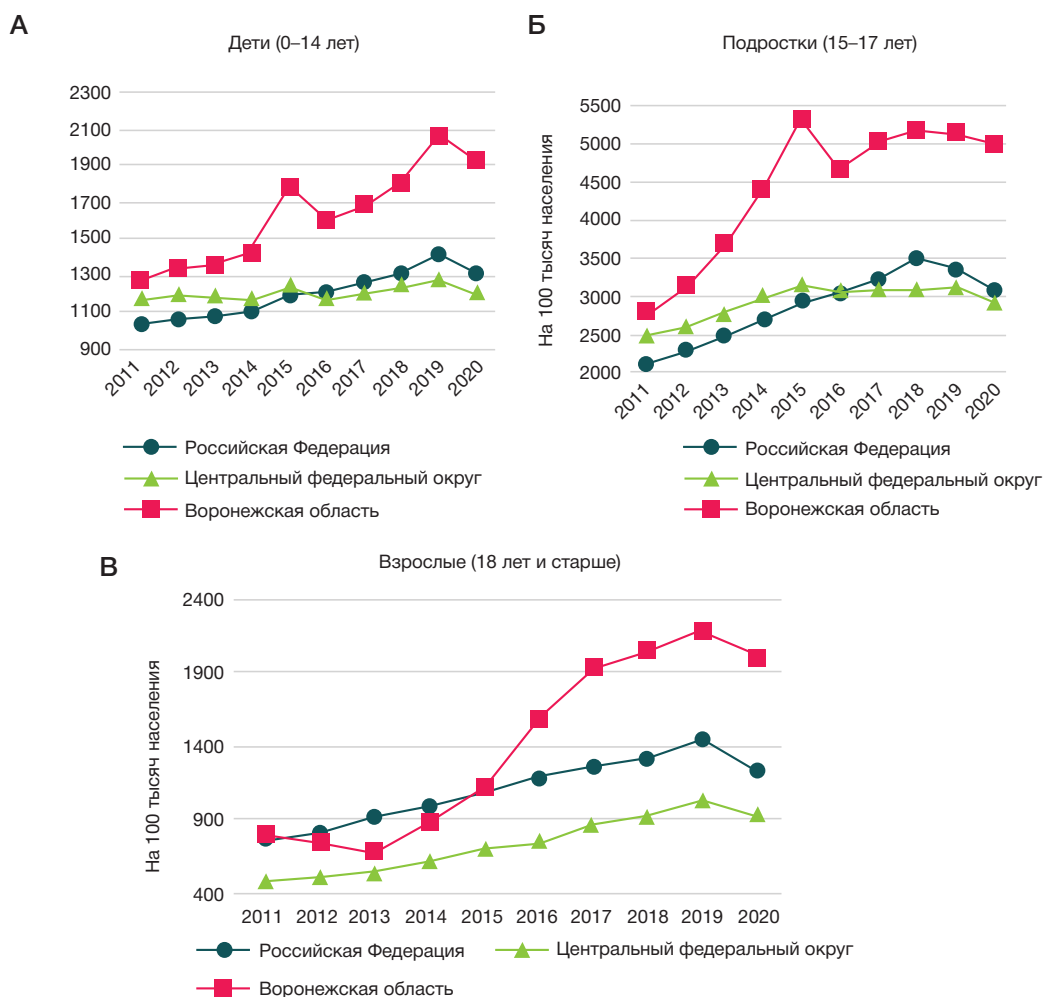 А
Дети (0–14 лет)
2300
2100
1900
1700
1500
1300
1100
900
2011
2012
2013
2014
2015
2016
2017
2018
2019
2020
Российская Федерация
Центральный федеральный округ
Воронежская область
Б
Подростки (15–17 лет)
На 100 тысяч населения
5500
5000
4500
4000
3500
3000
2500
2000
2011
2012
2013
2014
2015
2016
2017
2018
2019
2020
Российская Федерация
Центральный федеральный округ
Воронежская область
В
Взрослые (18 лет и старше)
На 100 тысяч населения
2400
1900
1400
900
400
2011 2012 2013 2014 2015 2016 2017 2018 2019 2020
Российская Федерация Центральный федеральный округ
Воронежская область